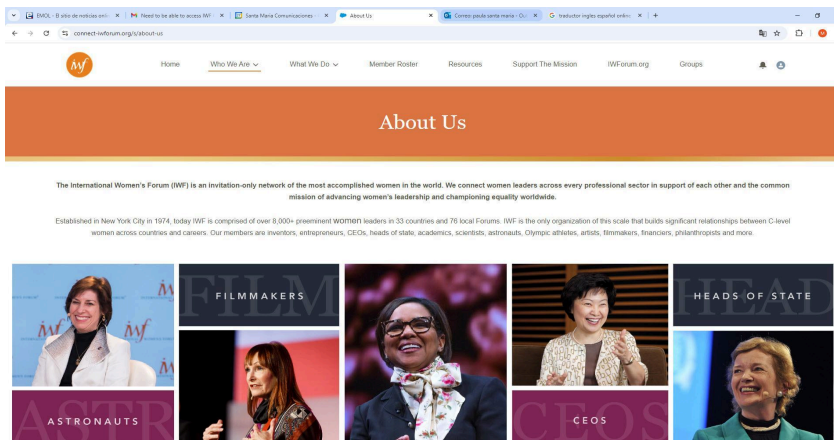 EMOL - El sitio de noticias onli
Need to be able to access IWF
Santa Maria Comunicaciones
About Us
Correo: paula santa maria - Out
traductor ingles español online
connect-iwforum.org/s/about-us
iwf
Home
Who We Are
What We Do
Member Roster
Resources
Support The Mission
IWForum.org
Groups
About Us
The International Women's Forum (IWF) is an invitation-only network of the most accomplished women in the world. We connect women leaders across every professional sector in support of each other and the common
mission of advancing women's leadership and championing equality worldwide.
Established in New York City in 1974, today IWF is comprised of over 8,000+ preeminent women leaders in 33 countries and 76 local Forums. IWF is the only organization of this scale that builds significant relationships between C-level
women across countries and careers. Our members are inventors, entrepreneurs, CEOs, heads of state, academics, scientists, astronauts, Olympic athletes, artists, filmmakers, financiers, philanthropists and more.
iwf
FILM
FILMMAKERS
HEAD
HEADS OF STATE
ASTR
ASTRONAUTS
CEOS
CEOS